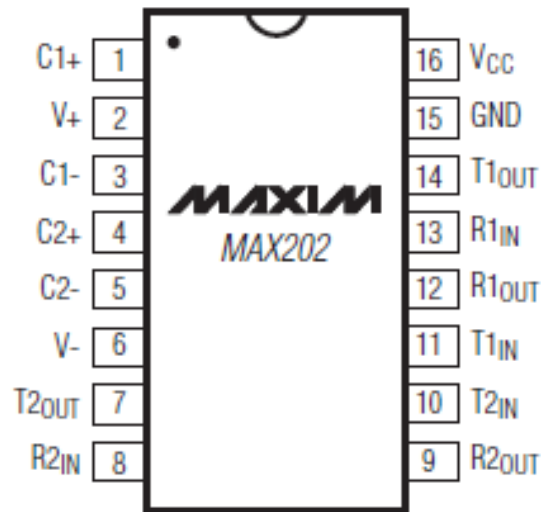 C1+ 1 16 VCC
V+ 2 15 GND
C1- 3 14 T1OUT
MAXIM
C2+ 4 13 R1IN
MAX202
C2- 5 12 R1OUT
V- 6 11 T1IN
T2OUT 7 10 T2IN
R2IN 8 9 R2OUT